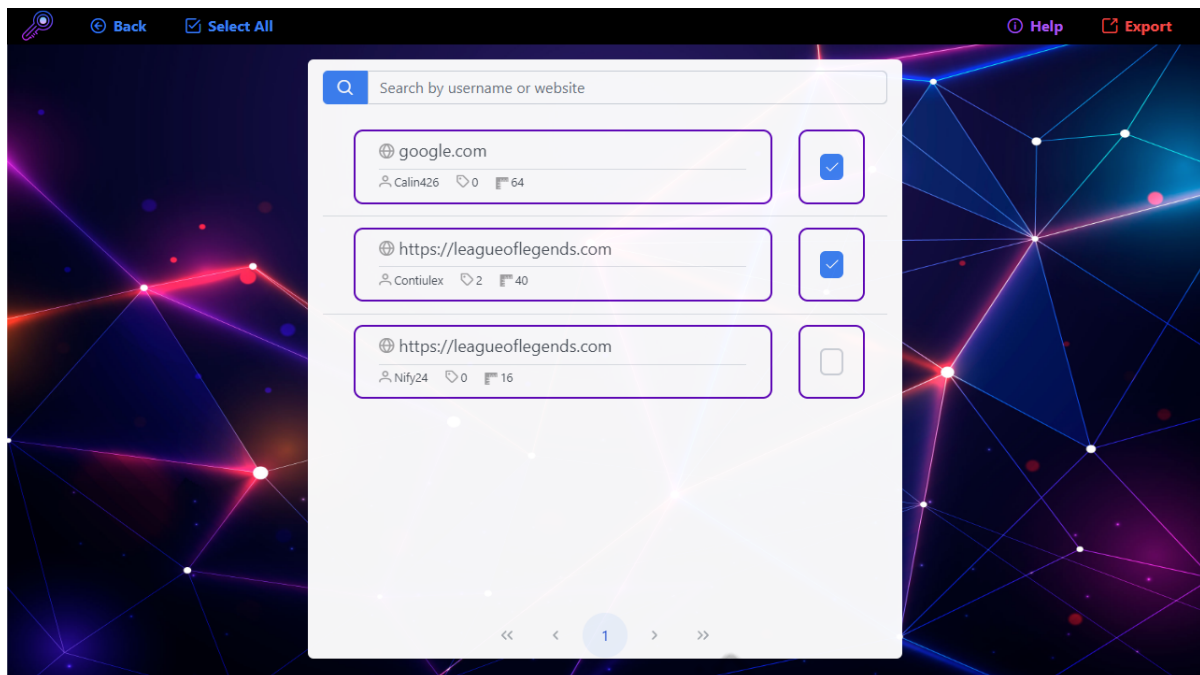 Back Select All Help Export
Search by username or website
google.com
Calin426 0 64
https://leagueoflegends.com
Contiulex 2 40
https://leagueoflegends.com
Nify24 0 16
« ‹ 1 › »